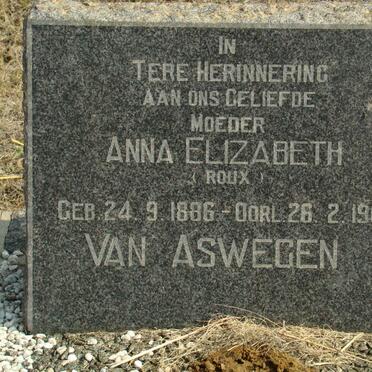 IN
TERE HERINNERING
AAN ONS GELIEFDE
MOEDER
ANNA ELIZABETH
( ROUX )
GEB. 24. 9. 1886 - OORL. 26. 2.
VAN ASWEGEN